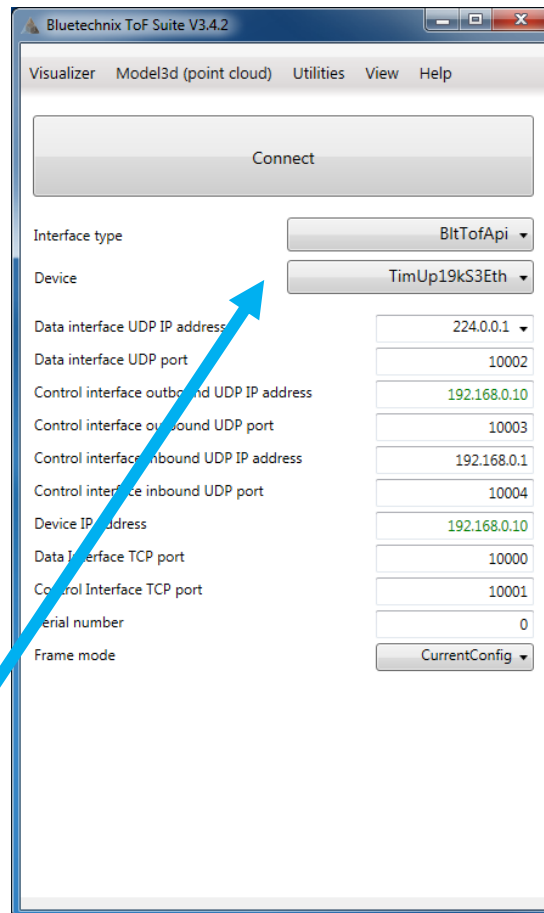 Bluetechnix ToF Suite V3.4.2
Visualizer Model3d (point cloud) Utilities View Help
Connect
Interface type BltTofApi
Device TimUp19kS3Eth
Data interface UDP IP address 224.0.0.1
Data interface UDP port 10002
Control interface outbound UDP IP address 192.168.0.10
Control interface outbound UDP port 10003
Control interface inbound UDP IP address 192.168.0.1
Control interface inbound UDP port 10004
Device IP address 192.168.0.10
Data Interface TCP port 10000
Control Interface TCP port 10001
Serial number 0
Frame mode CurrentConfig